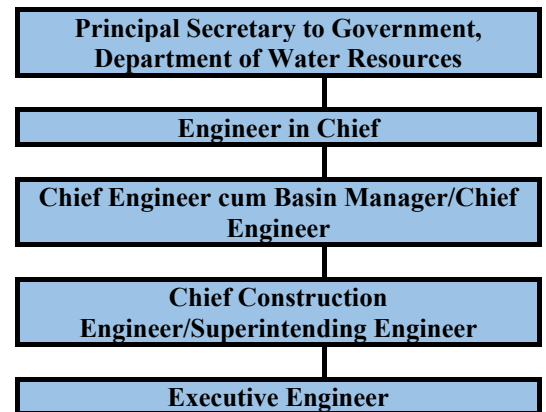 Principal Secretary to Government,
Department of Water Resources
Engineer in Chief
Chief Engineer cum Basin Manager/Chief
Engineer
Chief Construction
Engineer/Superintending Engineer
Executive Engineer